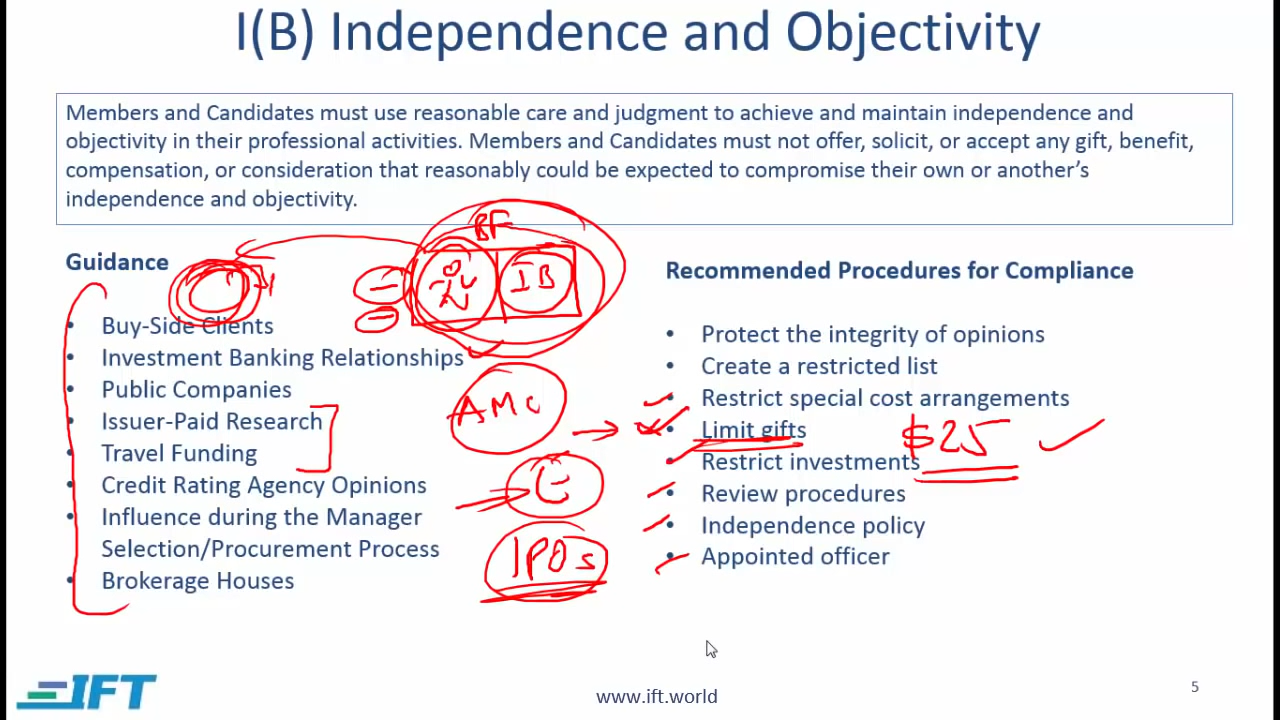 I(B) Independence and Objectivity
Members and Candidates must use reasonable care and judgment to achieve and maintain independence and
objectivity in their professional activities. Members and Candidates must not offer, solicit, or accept any gift, benefit,
compensation, or consideration that reasonably could be expected to compromise their own or another's
independence and objectivity.
BF
IB
Guidance
• Buy-Side Clients
• Investment Banking Relationships
• Public Companies
• Issuer-Paid Research
• Travel Funding
• Credit Rating Agency Opinions
• Influence during the Manager
Selection/Procurement Process
• Brokerage Houses
AMC
E
IPOs
Recommended Procedures for Compliance
• Protect the integrity of opinions
• Create a restricted list
• Restrict special cost arrangements
• Limit gifts
$25
• Restrict investments
• Review procedures
• Independence policy
• Appointed officer
IFT
www.ift.world
5